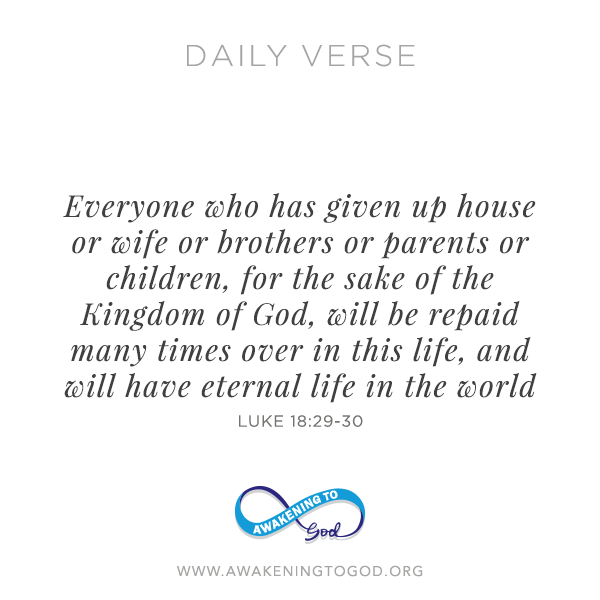 DAILY VERSE
Everyone who has given up house
or wife or brothers or parents or
children, for the sake of the
Kingdom of God, will be repaid
many times over in this life, and
will have eternal life in the world
LUKE 18:29-30
AWAKENING TO
God
WWW.AWAKENINGTOGOD.ORG